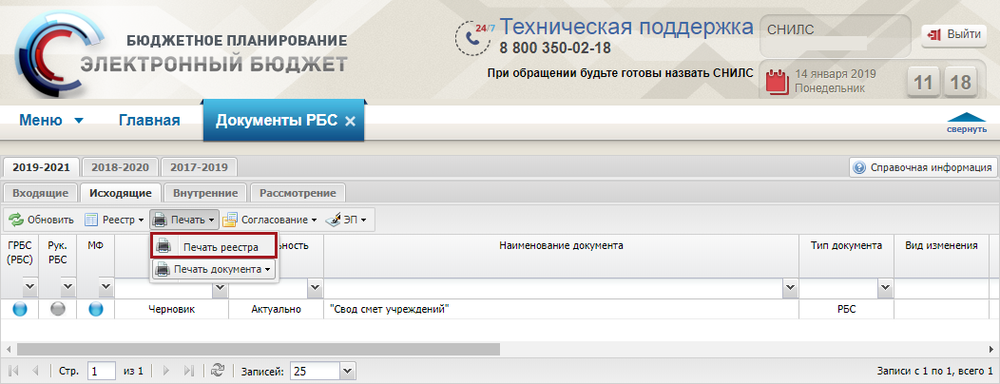 БЮДЖЕТНОЕ ПЛАНИРОВАНИЕ
ЭЛЕКТРОННЫЙ БЮДЖЕТ
24/7 Техническая поддержка
8 800 350-02-18
При обращении будьте готовы назвать СНИЛС
СНИЛС
Выйти
14 января 2019
Понедельник
11 18
Меню Главная Документы РБС
свернуть
2019-2021 2018-2020 2017-2019 Справочная информация
Входящие Исходящие Внутренние Рассмотрение
Обновить Реестр Печать Согласование ЭП
Печать реестра
Печать документа
ГРБС (РБС) Рук. РБС МФ льность Наименование документа Тип документа Вид изменения
Черновик Актуально "Свод смет учреждений" РБС
Стр. 1 из 1 Записей: 25 Записи с 1 по 1, всего 1